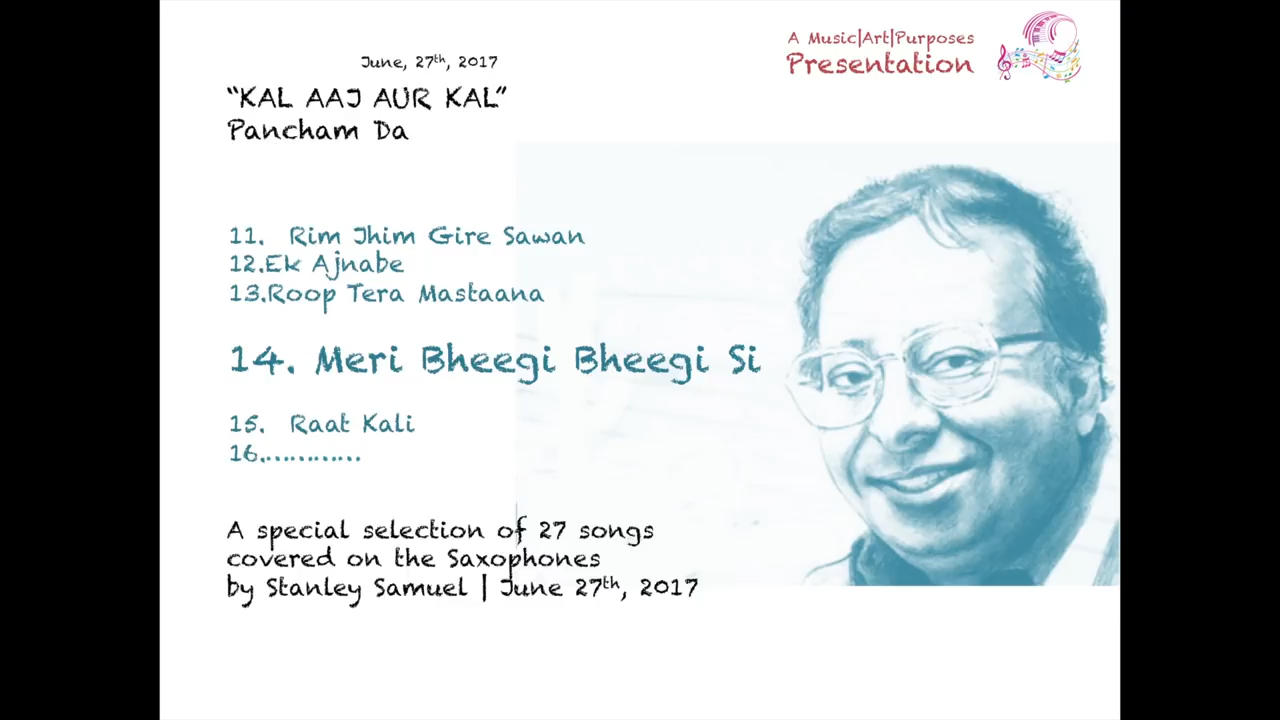 A Music|Art|Purposes
Presentation
June, 27th, 2017
“KAL AAJ AUR KAL”
Pancham Da
11. Rim Jhim Gire Sawan
12.Ek Ajnabe
13.Roop Tera Mastaana
14. Meri Bheegi Bheegi Si
15. Raat Kali
16............
A special selection of 27 songs
covered on the Saxophones
by Stanley Samuel | June 27th, 2017